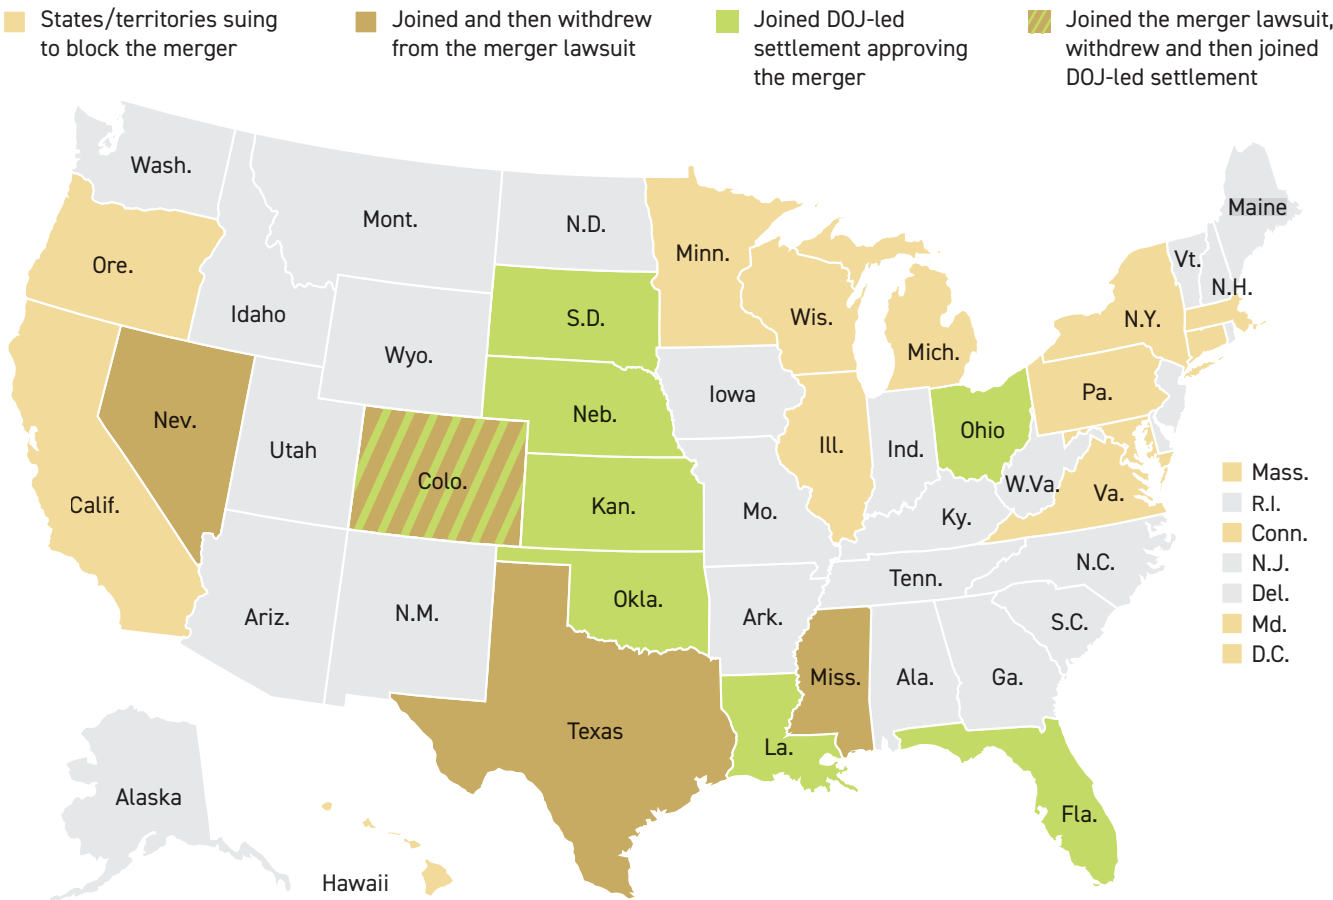 States/territories suing
to block the merger
Joined and then withdrew
from the merger lawsuit
Joined DOJ-led
settlement approving
the merger
Joined the merger lawsuit,
withdrew and then joined
DOJ-led settlement
Wash.
Mont.
N.D.
Minn.
Maine
Vt.
N.H.
Ore.
Idaho
S.D.
Wis.
Mich.
N.Y.
Wyo.
Iowa
Pa.
Nev.
Utah
Colo.
Neb.
Ill.
Ind.
Ohio
W.Va.
Va.
Calif.
Kan.
Mo.
Ky.
Mass.
R.I.
Conn.
N.J.
Del.
Md.
D.C.
Ariz.
N.M.
Okla.
Ark.
Tenn.
N.C.
S.C.
Texas
La.
Miss.
Ala.
Ga.
Fla.
Alaska
Hawaii